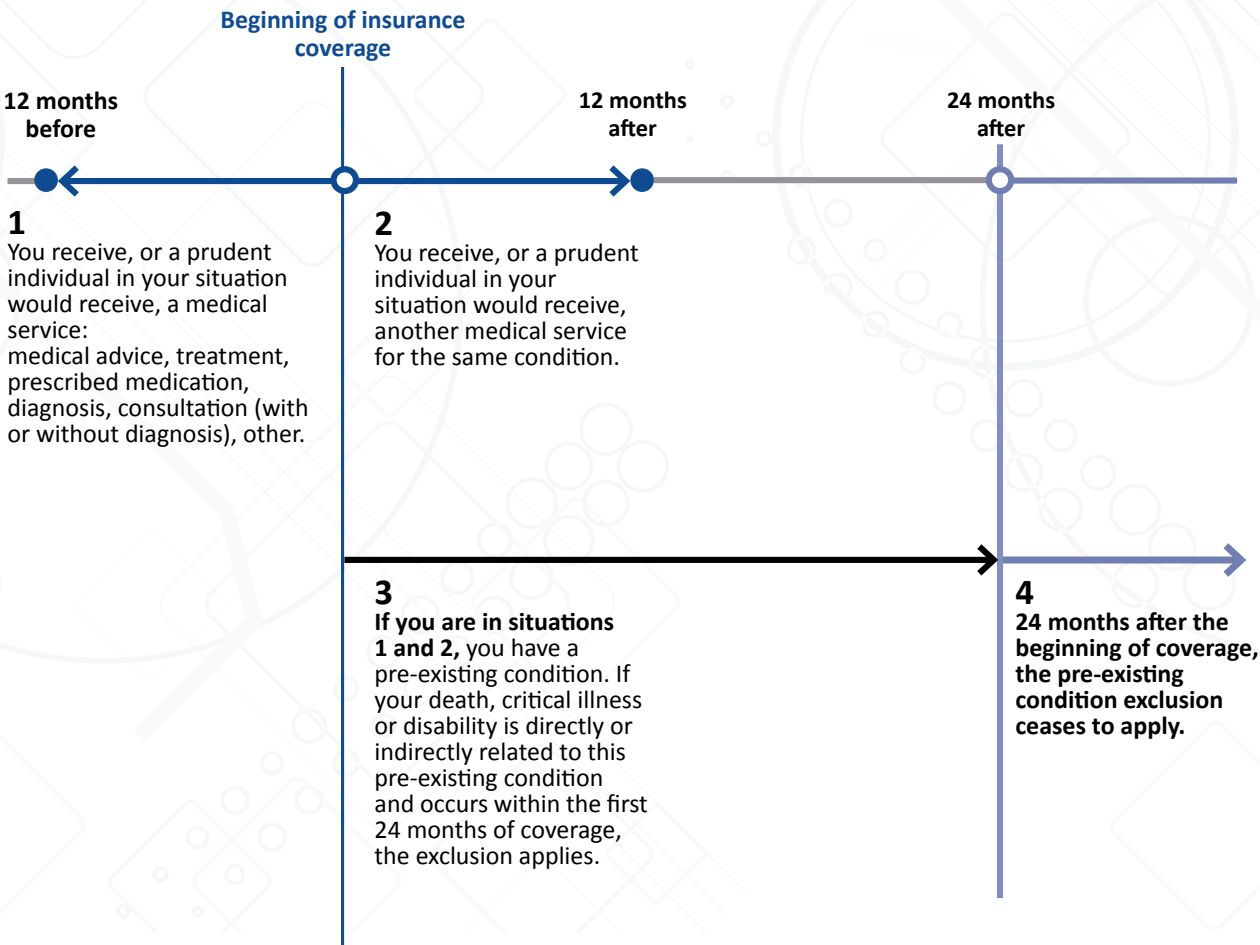 Beginning of insurance
coverage
12 months
before
12 months
after
24 months
after
1
You receive, or a prudent
individual in your situation
would receive, a medical
service:
medical advice, treatment,
prescribed medication,
diagnosis, consultation (with
or without diagnosis), other.
2
You receive, or a prudent
individual in your
situation would receive,
another medical service
for the same condition.
3
If you are in situations
1 and 2, you have a
pre-existing condition. If
your death, critical illness
or disability is directly or
indirectly related to this
pre-existing condition
and occurs within the first
24 months of coverage,
the exclusion applies.
4
24 months after the
beginning of coverage,
the pre-existing
condition exclusion
ceases to apply.